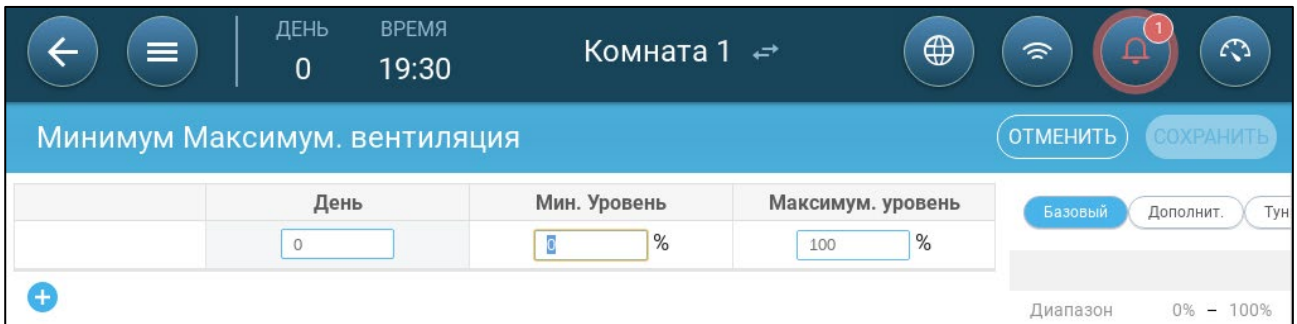 ДЕНЬ ВРЕМЯ
0 19:30 Комната 1 1
Минимум Максимум. вентиляция ОТМЕНИТЬ СОХРАНИТЬ
День Мин. Уровень Максимум. уровень
0 0 % 100 %
Базовый Дополнит. Тун
Диапазон 0% – 100%